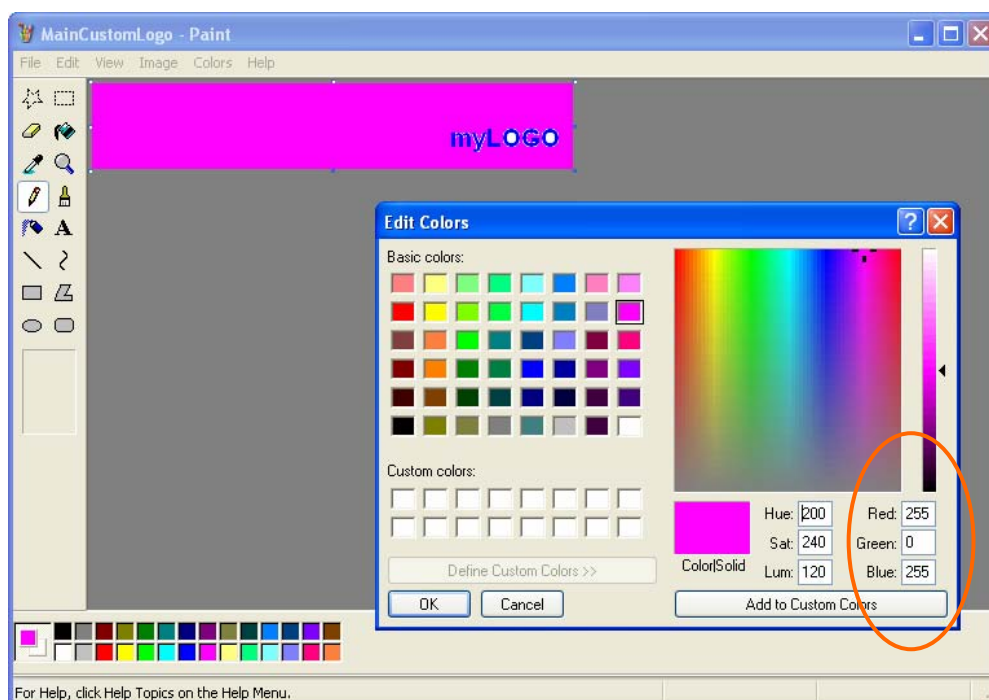 MainCustomLogo - Paint
File Edit View Image Colors Help
myLOGO
Edit Colors
Basic colors:
Custom colors:
Define Custom Colors >>
OK Cancel
Color|Solid
Hue: 200 Red: 255
Sat: 240 Green: 0
Lum: 120 Blue: 255
Add to Custom Colors
For Help, click Help Topics on the Help Menu.